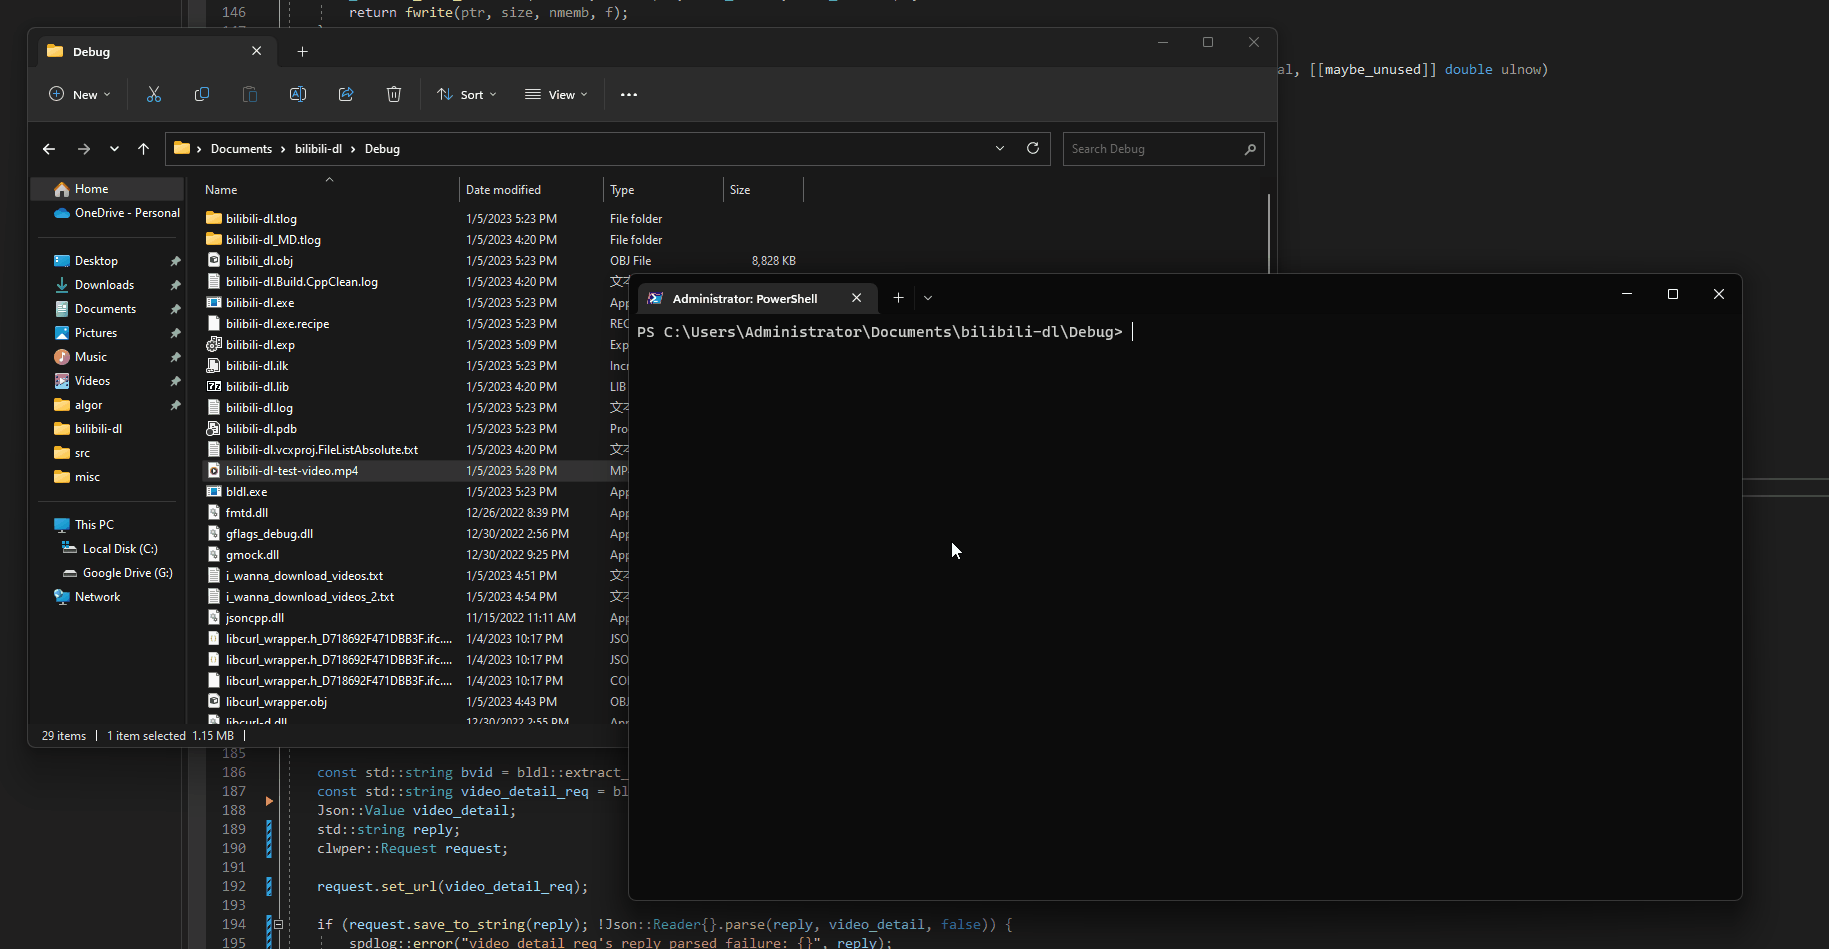 146 return fwrite(ptr, size, nmemb, f);
al, [[maybe_unused]] double ulnow)
Debug
New
Sort
View
Documents > bilibili-dl > Debug
Search Debug
Home
OneDrive - Personal
Desktop
Downloads
Documents
Pictures
Music
Videos
algor
bilibili-dl
src
misc
This PC
Local Disk (C:)
Google Drive (G:)
Network
Name Date modified Type Size
bilibili-dl.tlog 1/5/2023 5:23 PM File folder
bilibili-dl_MD.tlog 1/5/2023 4:20 PM File folder
bilibili_dl.obj 1/5/2023 5:23 PM OBJ File 8,828 KB
bilibili-dl.Build.CppClean.log 1/5/2023 4:20 PM 文
bilibili-dl.exe 1/5/2023 5:23 PM App
bilibili-dl.exe.recipe 1/5/2023 5:23 PM REC
bilibili-dl.exp 1/5/2023 5:09 PM Exp
bilibili-dl.ilk 1/5/2023 5:23 PM Incr
bilibili-dl.lib 1/5/2023 4:20 PM LIB
bilibili-dl.log 1/5/2023 5:23 PM 文
bilibili-dl.pdb 1/5/2023 5:23 PM Pro
bilibili-dl.vcxproj.FileListAbsolute.txt 1/5/2023 4:20 PM 文
bilibili-dl-test-video.mp4 1/5/2023 5:28 PM MP
bldl.exe 1/5/2023 5:23 PM App
fmtd.dll 12/26/2022 8:39 PM App
gflags_debug.dll 12/30/2022 2:56 PM App
gmock.dll 12/30/2022 9:25 PM App
i_wanna_download_videos.txt 1/5/2023 4:51 PM 文
i_wanna_download_videos_2.txt 1/5/2023 4:54 PM 文
jsoncpp.dll 11/15/2022 11:11 AM App
libcurl_wrapper.h_D718692F471DBB3F.ifc.... 1/4/2023 10:17 PM JSO
libcurl_wrapper.h_D718692F471DBB3F.ifc.... 1/4/2023 10:17 PM JSO
libcurl_wrapper.h_D718692F471DBB3F.ifc.... 1/4/2023 10:17 PM CO
libcurl_wrapper.obj 1/5/2023 4:43 PM OBJ
libcurl-d.dll 12/30/2022 2:55 PM App
29 items 1 item selected 1.15 MB
Administrator: PowerShell
PS C:\Users\Administrator\Documents\bilibili-dl\Debug>
185
186 const std::string bvid = bldl::extract_
187 const std::string video_detail_req = bl
188 Json::Value video_detail;
189 std::string reply;
190 clwper::Request request;
191
192 request.set_url(video_detail_req);
193
194 if (request.save_to_string(reply); !Json::Reader{}.parse(reply, video_detail, false)) {
195 spdlog::error("video detail req's reply parsed failure: {}", reply);